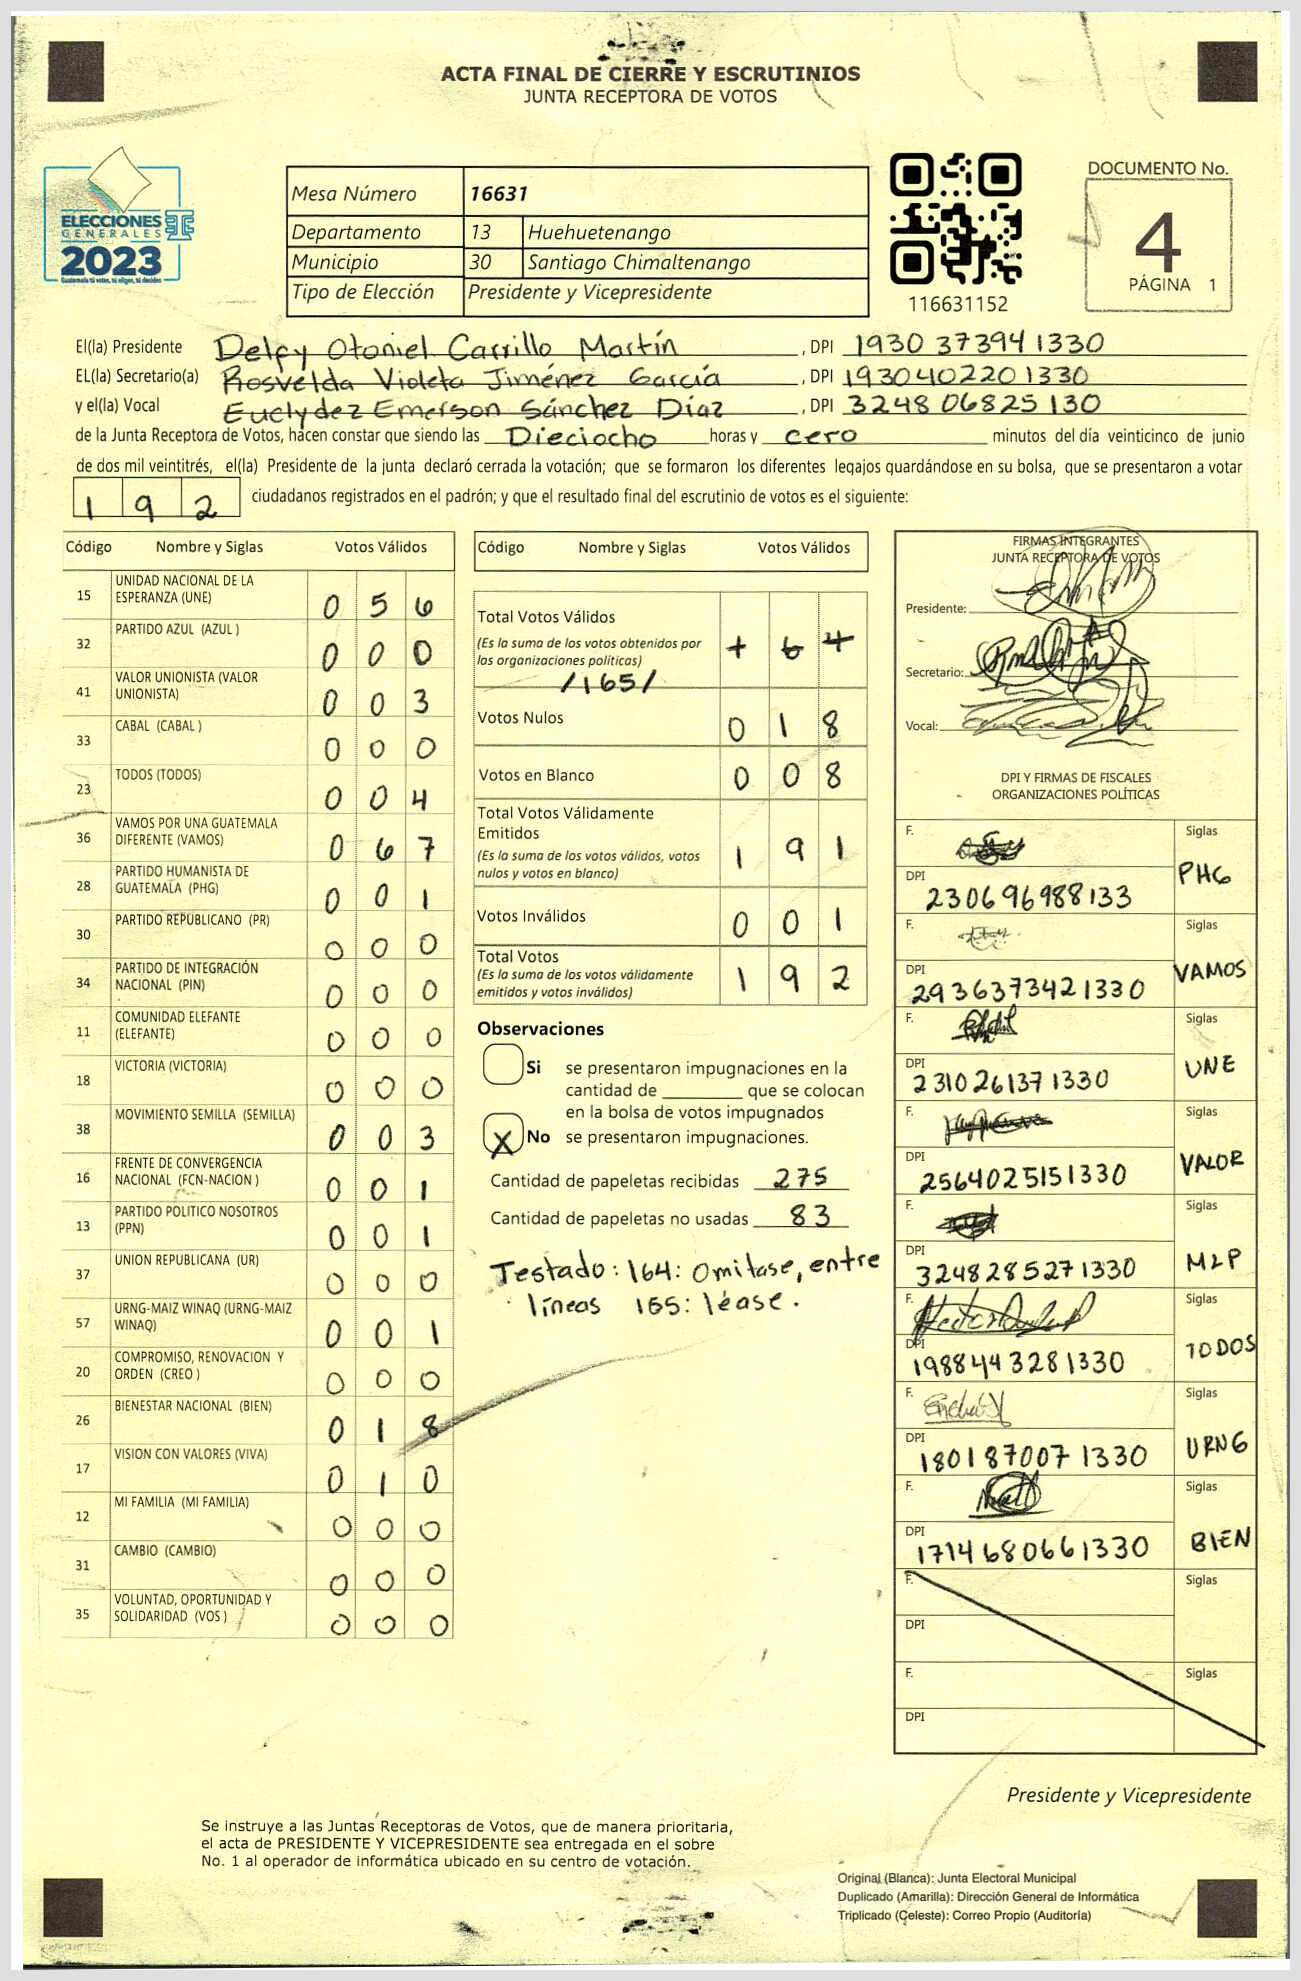 ACTA FINAL DE CIERRE Y ESCRUTINIOS
JUNTA RECEPTORA DE VOTOS
ELECCIONES
GENERALES
2023
Guatemala tú votas, tú eliges, tú decides
Mesa Número 16631
Departamento 13 Huehuetenango
Municipio 30 Santiago Chimaltenango
Tipo de Elección Presidente y Vicepresidente
116631152
DOCUMENTO No.
4
PÁGINA 1
El(la) Presidente Delfy Otoniel Carrillo Martín, DPI 1930 37394 1330
EL(la) Secretario(a) Rosvelda Violeta Jiménez García, DPI 1930402201330
y el(la) Vocal Euclydez Emerson Sánchez Díaz, DPI 3248 06825 130
de la Junta Receptora de Votos, hacen constar que siendo las Dieciocho horas y cero minutos del día veinticinco de junio
de dos mil veintitrés, el(la) Presidente de la junta declaró cerrada la votación; que se formaron los diferentes legajos guardándose en su bolsa, que se presentaron a votar
192 ciudadanos registrados en el padrón; y que el resultado final del escrutinio de votos es el siguiente:
Código Nombre y Siglas Votos Válidos
15 UNIDAD NACIONAL DE LA ESPERANZA (UNE) 0 5 6
32 PARTIDO AZUL (AZUL ) 0 0 0
41 VALOR UNIONISTA (VALOR UNIONISTA) 0 0 3
33 CABAL (CABAL ) 0 0 0
23 TODOS (TODOS) 0 0 4
36 VAMOS POR UNA GUATEMALA DIFERENTE (VAMOS) 0 6 7
28 PARTIDO HUMANISTA DE GUATEMALA (PHG) 0 0 1
30 PARTIDO REPUBLICANO (PR) 0 0 0
34 PARTIDO DE INTEGRACIÓN NACIONAL (PIN) 0 0 0
11 COMUNIDAD ELEFANTE (ELEFANTE) 0 0 0
18 VICTORIA (VICTORIA) 0 0 0
38 MOVIMIENTO SEMILLA (SEMILLA) 0 0 3
16 FRENTE DE CONVERGENCIA NACIONAL (FCN-NACION ) 0 0 1
13 PARTIDO POLITICO NOSOTROS (PPN) 0 0 1
37 UNION REPUBLICANA (UR) 0 0 0
57 URNG-MAIZ WINAQ (URNG-MAIZ WINAQ) 0 0 1
20 COMPROMISO, RENOVACION Y ORDEN (CREO ) 0 0 0
26 BIENESTAR NACIONAL (BIEN) 0 1 8
17 VISION CON VALORES (VIVA) 0 1 0
12 MI FAMILIA (MI FAMILIA) 0 0 0
31 CAMBIO (CAMBIO) 0 0 0
35 VOLUNTAD, OPORTUNIDAD Y SOLIDARIDAD (VOS ) 0 0 0
Código Nombre y Siglas Votos Válidos
Total Votos Válidos
(Es la suma de los votos obtenidos por
las organizaciones políticas) 1 6 4
/165/
Votos Nulos 0 1 8
Votos en Blanco 0 0 8
Total Votos Válidamente
Emitidos
(Es la suma de los votos válidos, votos
nulos y votos en blanco) 1 9 1
Votos Inválidos 0 0 1
Total Votos
(Es la suma de los votos válidamente
emitidos y votos inválidos) 1 9 2
Observaciones
Si se presentaron impugnaciones en la
cantidad de ________ que se colocan
en la bolsa de votos impugnados
X No se presentaron impugnaciones.
Cantidad de papeletas recibidas 275
Cantidad de papeletas no usadas 83
Testado: 164: Omitase, entre
líneas 165: léase.
FIRMAS INTEGRANTES
JUNTA RECEPTORA DE VOTOS
Presidente:
Secretario:
Vocal:
DPI Y FIRMAS DE FISCALES
ORGANIZACIONES POLÍTICAS
F. Siglas
DPI 230696988133 PHG
F. Siglas
DPI 2936373421330 VAMOS
F. Siglas
DPI 2310261371330 UNE
F. Siglas
DPI 2564025151330 VALOR
F. Siglas
DPI 3248285271330 MLP
F. Siglas
DPI 1988443281330 TODOS
F. Siglas
DPI 1801870071330 URNG
F. Siglas
DPI 1714680661330 BIEN
F. Siglas
DPI
F. Siglas
DPI
Presidente y Vicepresidente
Se instruye a las Juntas Receptoras de Votos, que de manera prioritaria,
el acta de PRESIDENTE Y VICEPRESIDENTE sea entregada en el sobre
No. 1 al operador de informática ubicado en su centro de votación.
Original (Blanca): Junta Electoral Municipal
Duplicado (Amarilla): Dirección General de Informática
Triplicado (Celeste): Correo Propio (Auditoría)